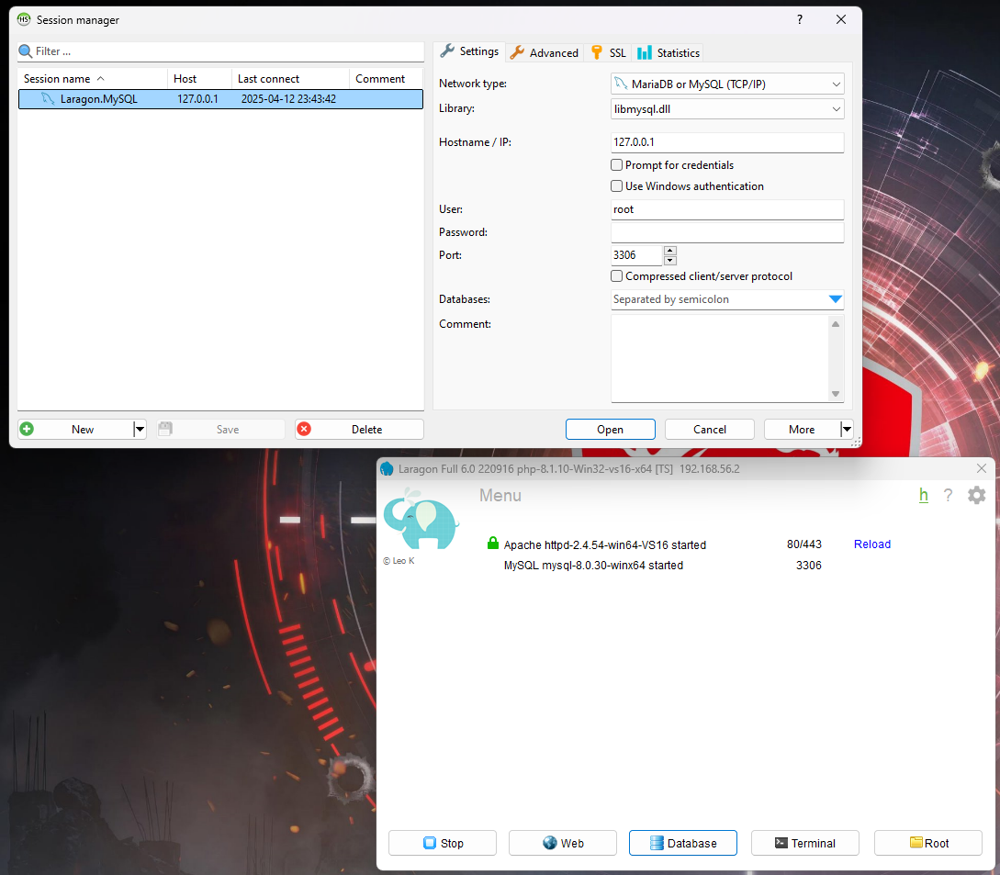 Session manager
?
Filter ...
Session name Host Last connect Comment
Laragon.MySQL 127.0.0.1 2025-04-12 23:43:42
Settings Advanced SSL Statistics
Network type: MariaDB or MySQL (TCP/IP)
Library: libmysql.dll
Hostname / IP: 127.0.0.1
Prompt for credentials
Use Windows authentication
User: root
Password:
Port: 3306
Compressed client/server protocol
Databases: Separated by semicolon
Comment:
New Save Delete Open Cancel More
Laragon Full 6.0 220916 php-8.1.10-Win32-vs16-x64 [TS] 192.168.56.2
Menu h ?
© Leo K
Apache httpd-2.4.54-win64-VS16 started 80/443 Reload
MySQL mysql-8.0.30-winx64 started 3306
Stop Web Database Terminal Root